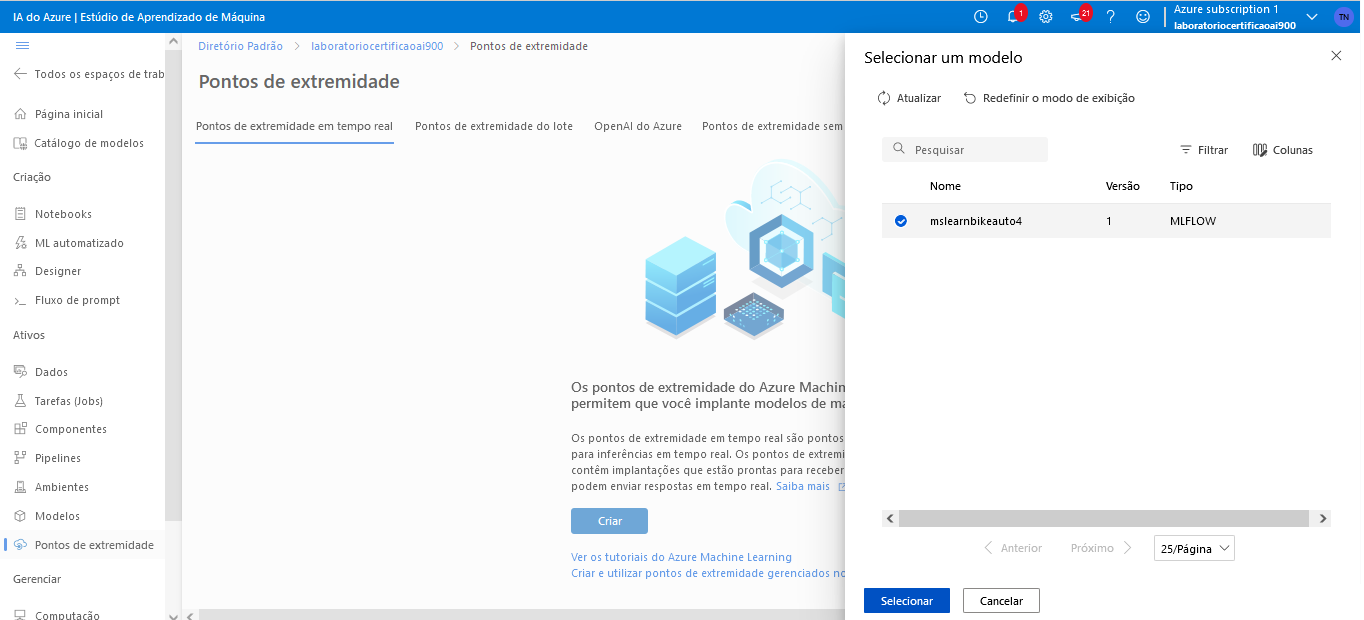 IA do Azure | Estúdio de Aprendizado de Máquina
1
21
Azure subscription 1
laboratoriocertificaoai900
TN
Todos os espaços de trab
Página inicial
Catálogo de modelos
Criação
Notebooks
ML automatizado
Designer
Fluxo de prompt
Ativos
Dados
Tarefas (Jobs)
Componentes
Pipelines
Ambientes
Modelos
Pontos de extremidade
Gerenciar
Computação
Diretório Padrão > laboratoriocertificaoai900 > Pontos de extremidade
Pontos de extremidade
Pontos de extremidade em tempo real Pontos de extremidade do lote OpenAI do Azure Pontos de extremidade sem
Os pontos de extremidade do Azure Machin
permitem que você implante modelos de ma
Os pontos de extremidade em tempo real são pontos
para inferências em tempo real. Os pontos de extremi
contêm implantações que estão prontas para receber
podem enviar respostas em tempo real. Saiba mais
Criar
Ver os tutoriais do Azure Machine Learning
Criar e utilizar pontos de extremidade gerenciados no
Selecionar um modelo
Atualizar Redefinir o modo de exibição
Pesquisar Filtrar Colunas
Nome Versão Tipo
mslearnbikeauto4 1 MLFLOW
Anterior Próximo 25/Página
Selecionar Cancelar